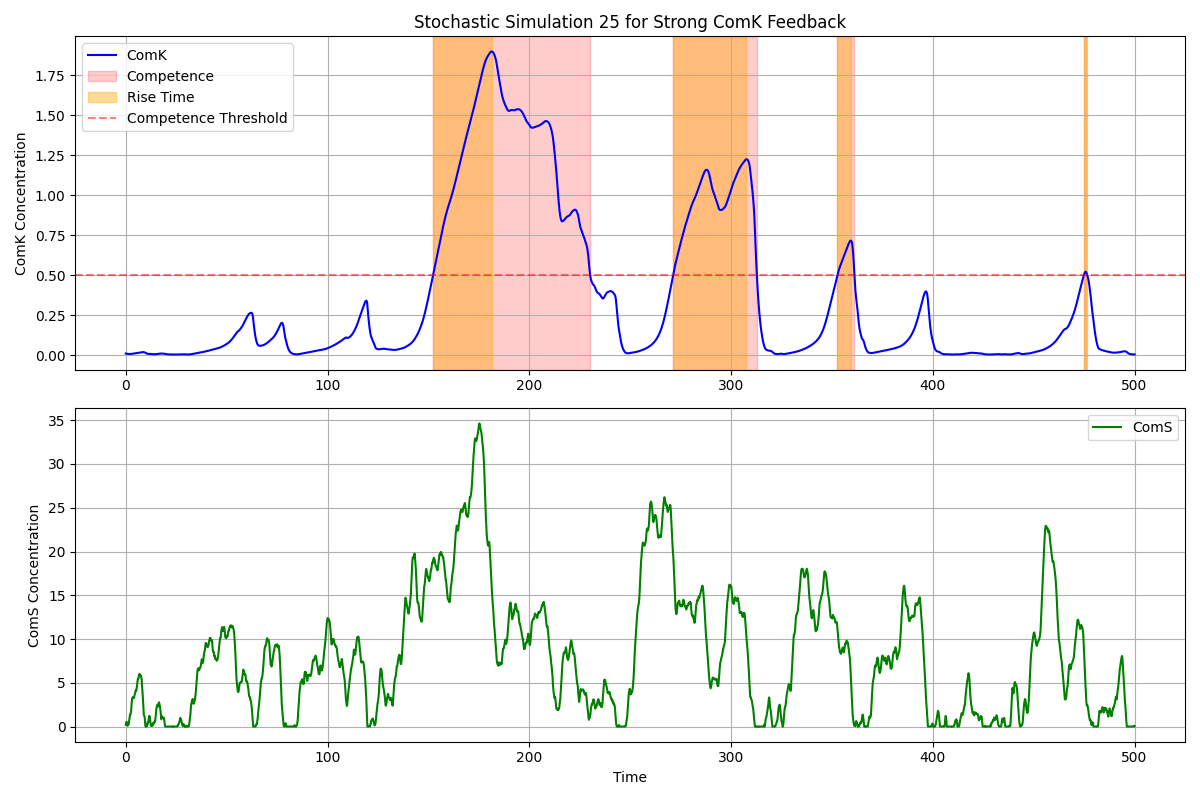 Stochastic Simulation 25 for Strong ComK Feedback
ComK Concentration
1.75
1.50
1.25
1.00
0.75
0.50
0.25
0.00
ComK
Competence
Rise Time
Competence Threshold
0 100 200 300 400 500
ComS Concentration
35
30
25
20
15
10
5
0
ComS
0 100 200 300 400 500
Time